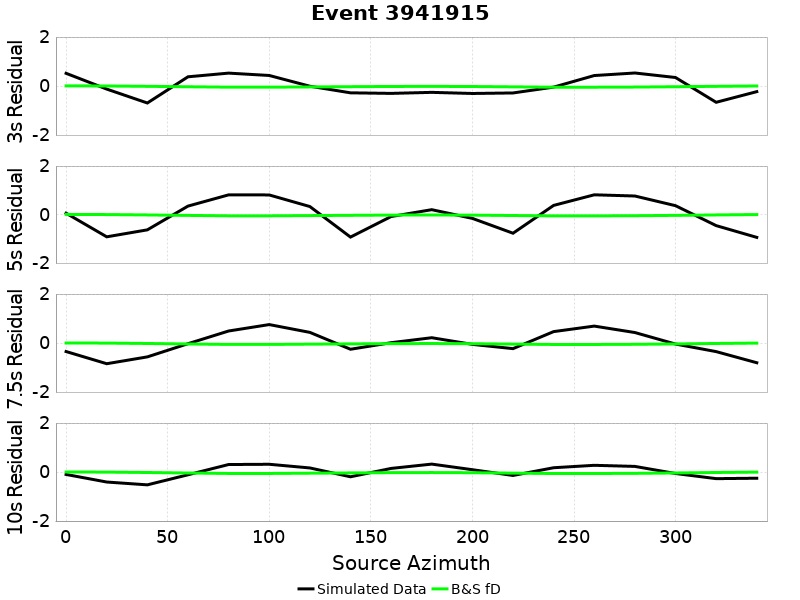 Event 3941915
3s Residual
2
0
-2
5s Residual
2
0
-2
7.5s Residual
2
0
-2
10s Residual
2
0
-2
0 50 100 150 200 250 300
Source Azimuth
Simulated Data B&S fD